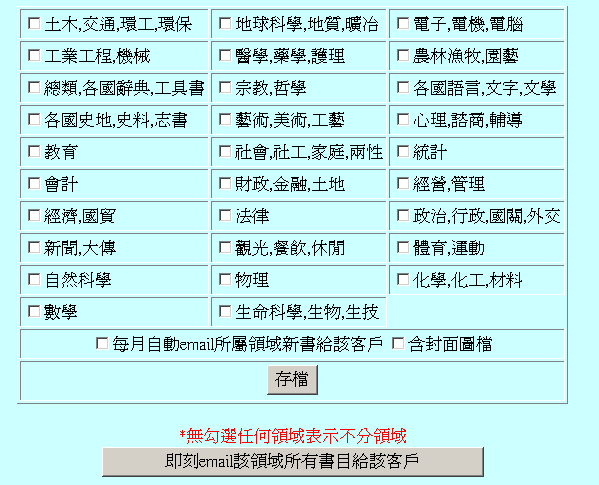 土木,交通,環工,環保 地球科學,地質,曠冶 電子,電機,電腦
工業工程,機械 醫學,藥學,護理 農林漁牧,園藝
總類,各國辭典,工具書 宗教,哲學 各國語言,文字,文學
各國史地,史料,志書 藝術,美術,工藝 心理,諮商,輔導
教育 社會,社工,家庭,兩性 統計
會計 財政,金融,土地 經營,管理
經濟,國貿 法律 政治,行政,國關,外交
新聞,大傳 觀光,餐飲,休閒 體育,運動
自然科學 物理 化學,化工,材料
數學 生命科學,生物,生技
每月自動email所屬領域新書給該客戶 含封面圖檔
存檔
*無勾選任何領域表示不分領域
即刻email該領域所有書目給該客戶